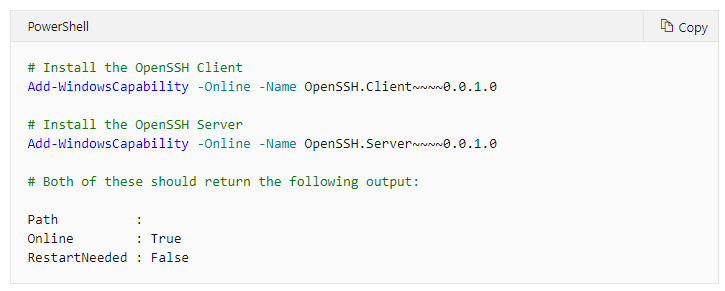 PowerShell
Copy
# Install the OpenSSH Client
Add-WindowsCapability -Online -Name OpenSSH.Client~~~~0.0.1.0
# Install the OpenSSH Server
Add-WindowsCapability -Online -Name OpenSSH.Server~~~~0.0.1.0
# Both of these should return the following output:
Path          :
Online        : True
RestartNeeded : False